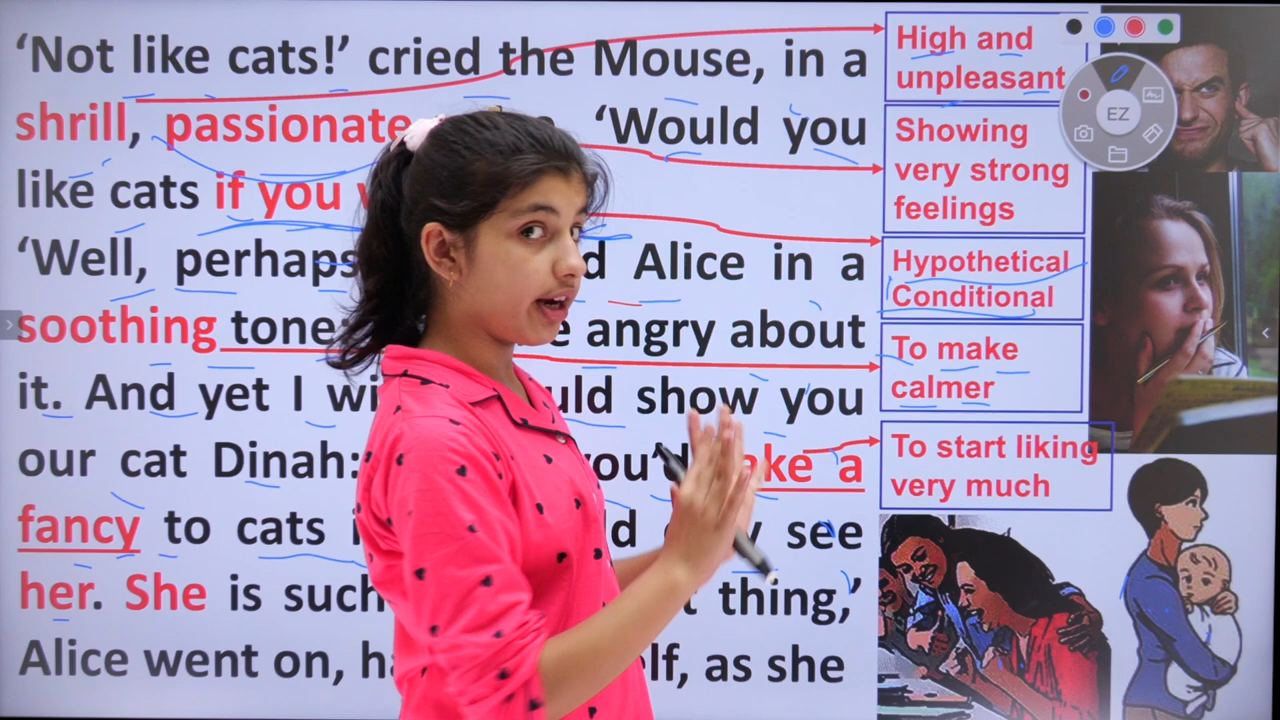 ‘Not like cats!’ cried the Mouse, in a
shrill, passionate ‘Would you
like cats if you
‘Well, perhaps Alice in a
soothing tone: angry about
it. And yet I show you
our cat Dinah: you’d a
fancy to cats see
her. She is such thing,’
Alice went on, as she
High and
unpleasant
Showing
very strong
feelings
Hypothetical
Conditional
To make
calmer
To start liking
very much
EZ